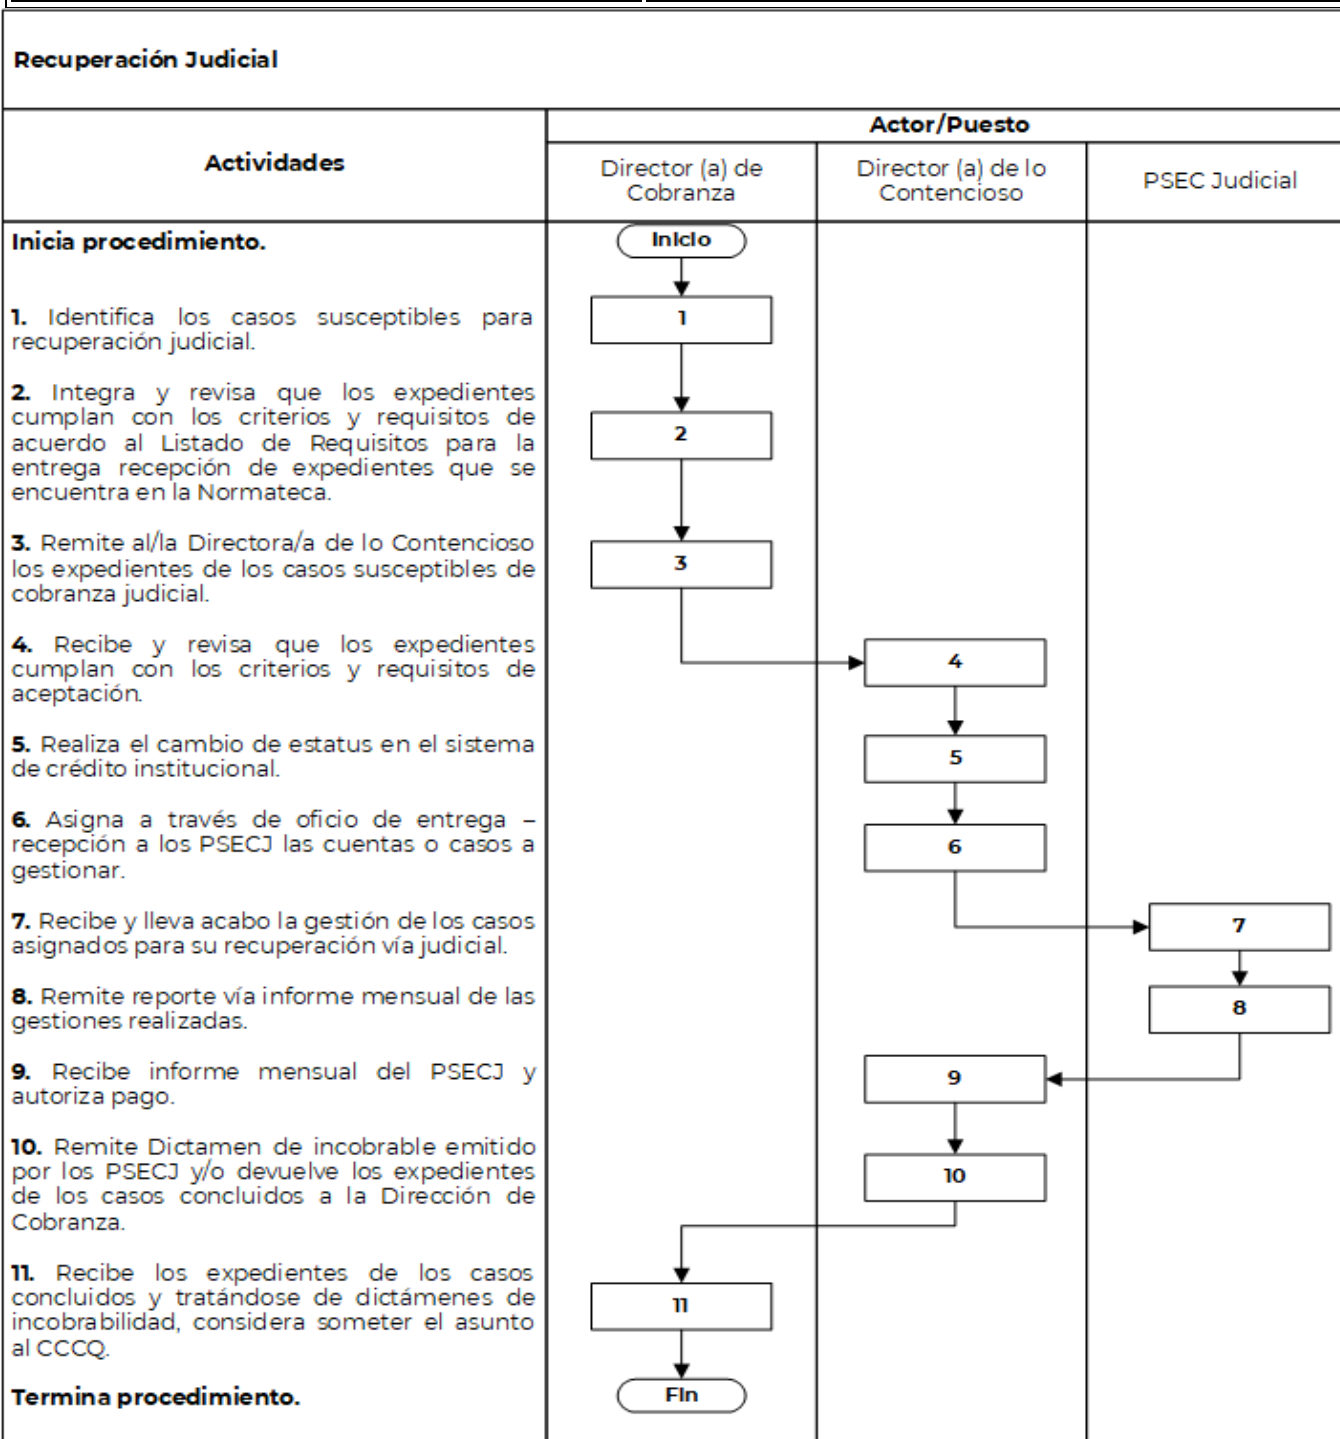 Recuperación Judicial
Actividades
Actor/Puesto
Director (a) de
Cobranza
Director (a) de lo
Contencioso
PSEC Judicial
Inicia procedimiento.
1. Identifica los casos susceptibles para
recuperación judicial.
2. Integra y revisa que los expedientes
cumplan con los criterios y requisitos de
acuerdo al Listado de Requisitos para la
entrega recepción de expedientes que se
encuentra en la Normateca.
3. Remite al/la Directora/a de lo Contencioso
los expedientes de los casos susceptibles de
cobranza judicial.
4. Recibe y revisa que los expedientes
cumplan con los criterios y requisitos de
aceptación.
5. Realiza el cambio de estatus en el sistema
de crédito institucional.
6. Asigna a través de oficio de entrega –
recepción a los PSECJ las cuentas o casos a
gestionar.
7. Recibe y lleva acabo la gestión de los casos
asignados para su recuperación vía judicial.
8. Remite reporte vía informe mensual de las
gestiones realizadas.
9. Recibe informe mensual del PSECJ y
autoriza pago.
10. Remite Dictamen de incobrable emitido
por los PSECJ y/o devuelve los expedientes
de los casos concluidos a la Dirección de
Cobranza.
11. Recibe los expedientes de los casos
concluidos y tratándose de dictámenes de
incobrabilidad, considera someter el asunto
al CCCQ.
Termina procedimiento.
Inicio
1
2
3
4
5
6
7
8
9
10
11
Fin